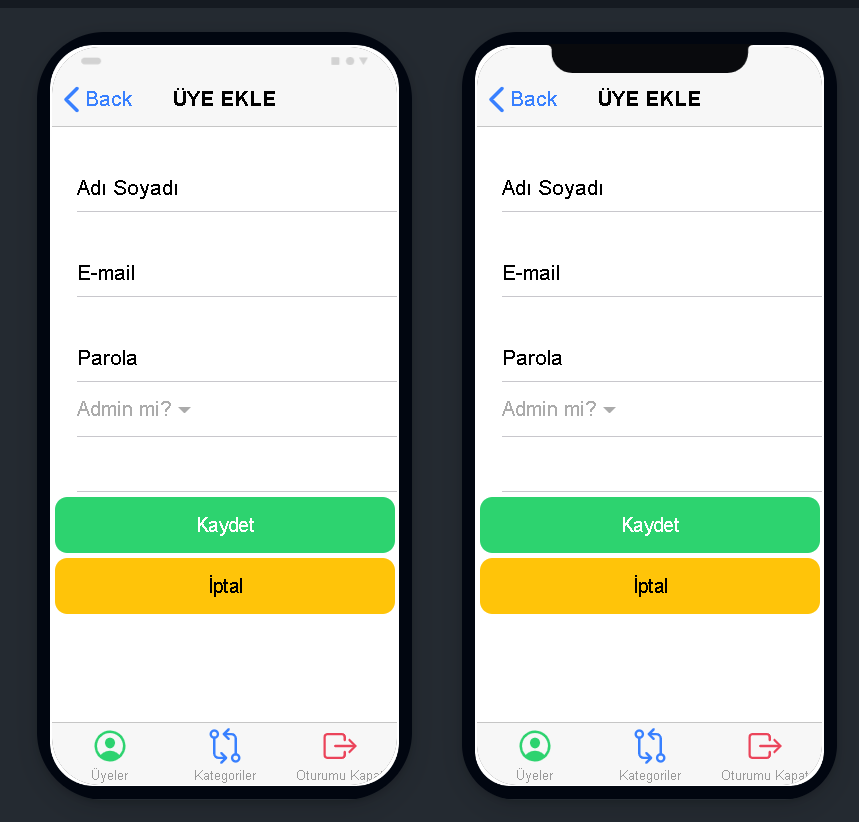 Back ÜYE EKLE
Adı Soyadı
E-mail
Parola
Admin mi?
Kaydet
İptal
Üyeler Kategoriler Oturumu Kapat
Back ÜYE EKLE
Adı Soyadı
E-mail
Parola
Admin mi?
Kaydet
İptal
Üyeler Kategoriler Oturumu Kapat